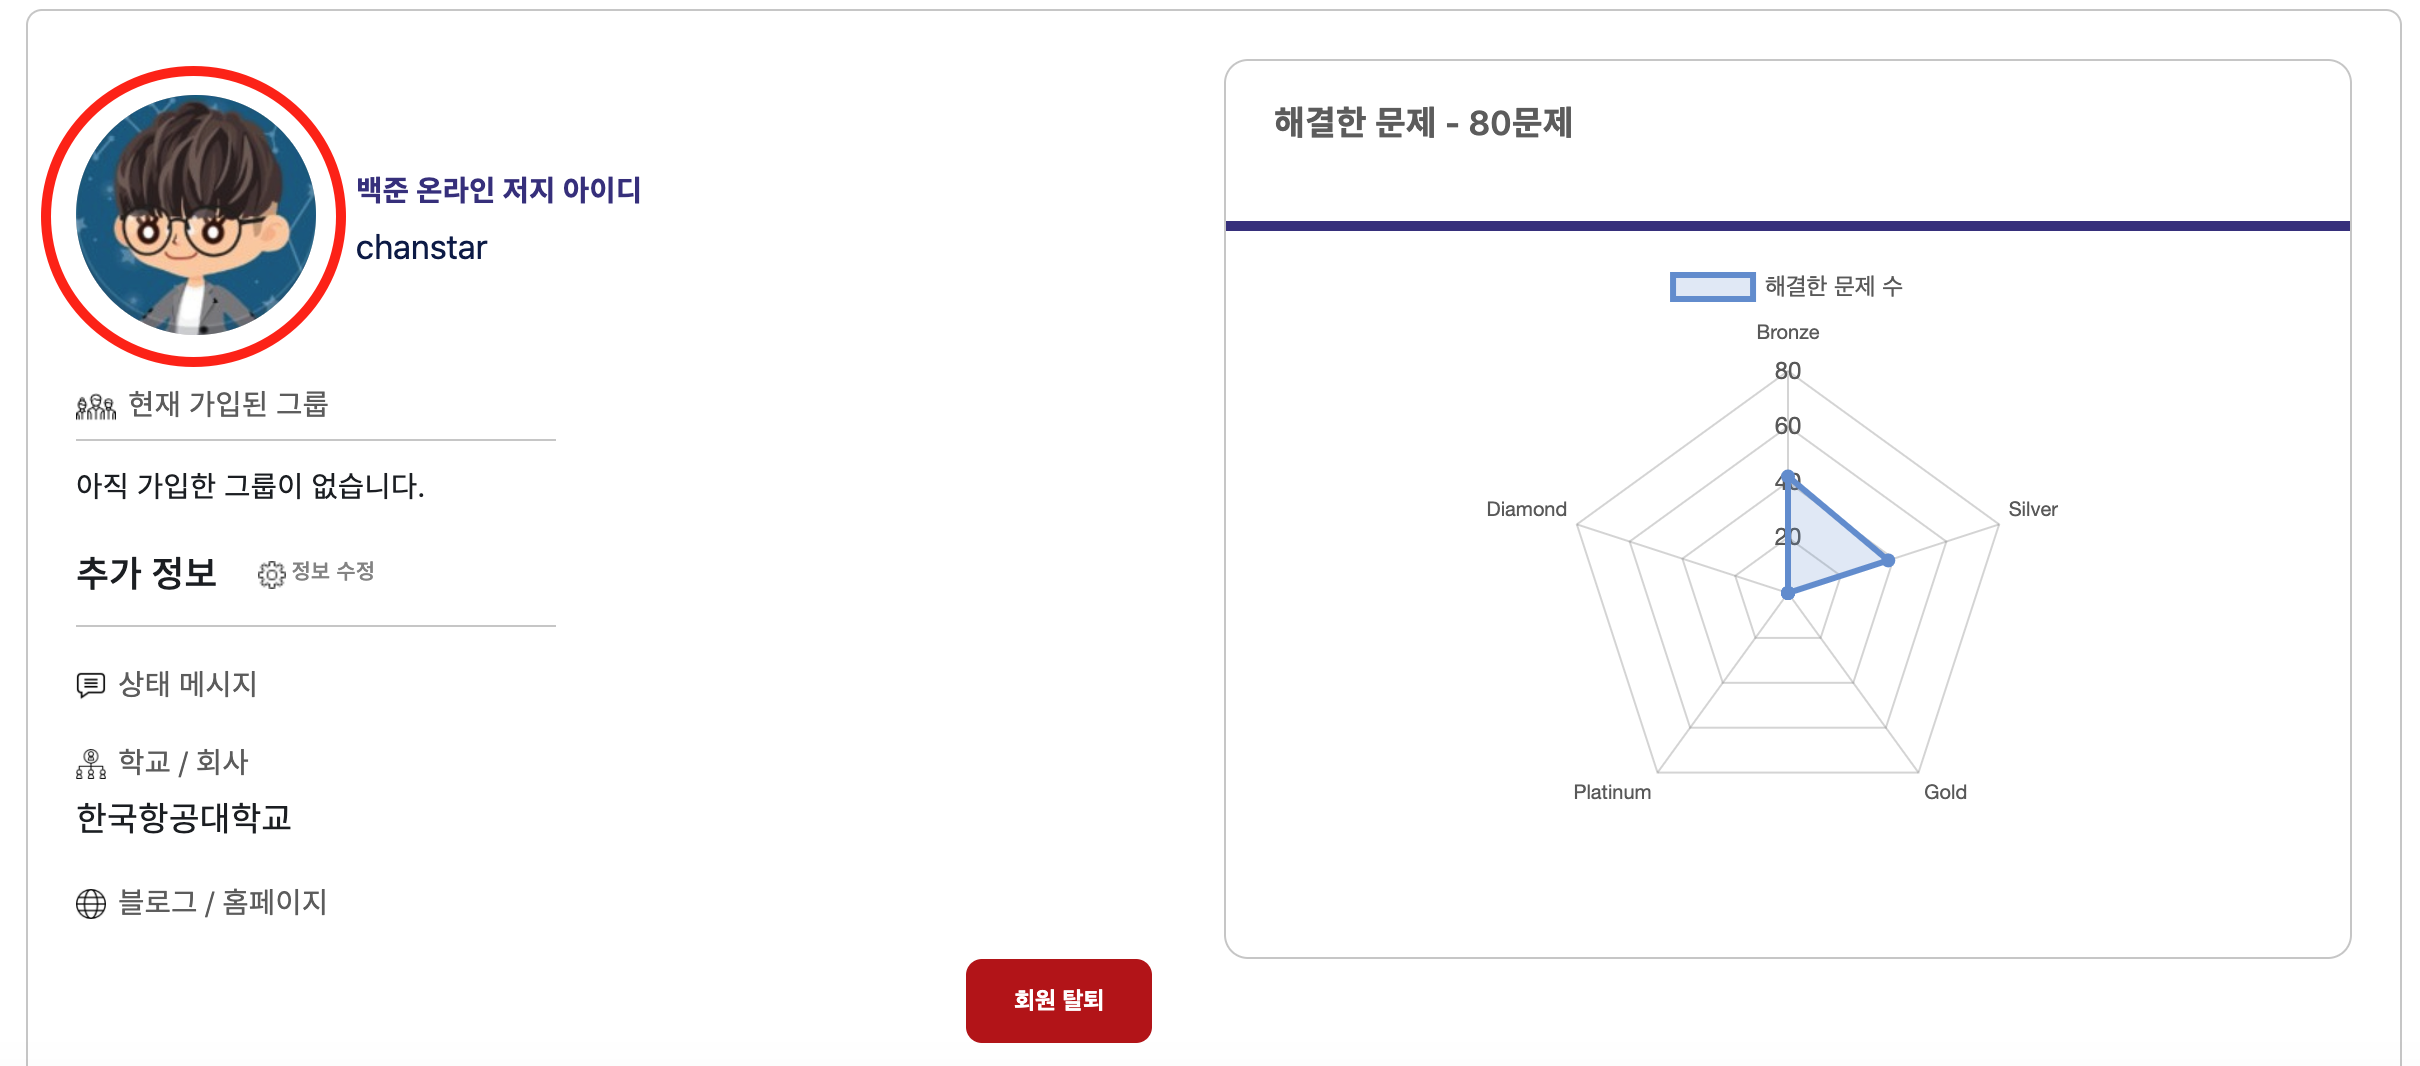 백준 온라인 저지 아이디
chanstar
현재 가입된 그룹
아직 가입한 그룹이 없습니다.
추가 정보
정보 수정
상태 메시지
학교 / 회사
한국항공대학교
블로그 / 홈페이지
회원 탈퇴
해결한 문제 - 80문제
해결한 문제 수
Bronze
80
60
40
20
Diamond
Silver
Platinum
Gold